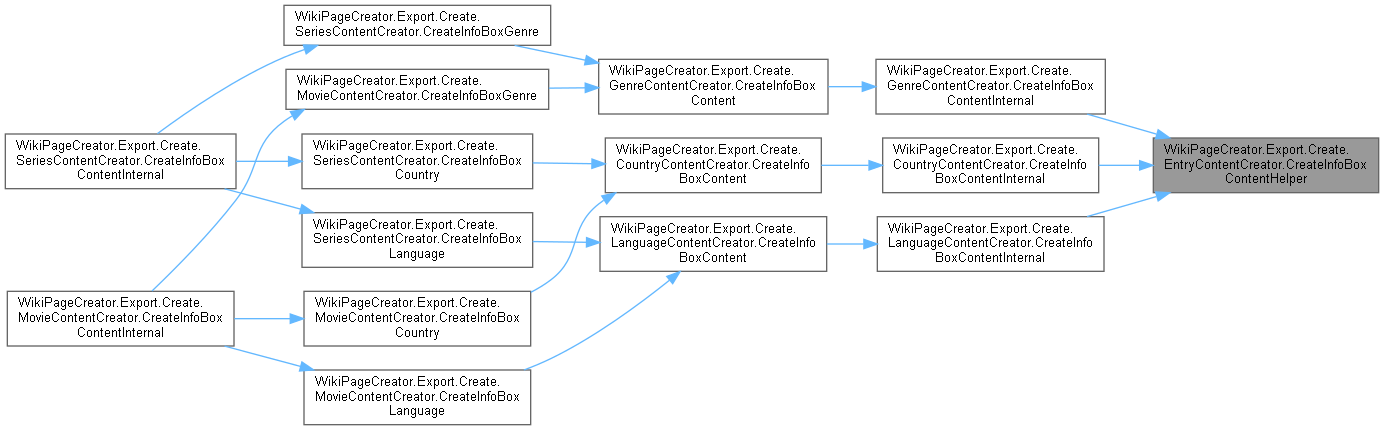 WikiPageCreator.Export.Create.
SeriesContentCreator.CreateInfoBoxGenre
WikiPageCreator.Export.Create.
MovieContentCreator.CreateInfoBoxGenre
WikiPageCreator.Export.Create.
GenreContentCreator.CreateInfoBox
Content
WikiPageCreator.Export.Create.
GenreContentCreator.CreateInfoBox
ContentInternal
WikiPageCreator.Export.Create.
SeriesContentCreator.CreateInfoBox
ContentInternal
WikiPageCreator.Export.Create.
SeriesContentCreator.CreateInfoBox
Country
WikiPageCreator.Export.Create.
CountryContentCreator.CreateInfo
BoxContent
WikiPageCreator.Export.Create.
CountryContentCreator.CreateInfo
BoxContentInternal
WikiPageCreator.Export.Create.
EntryContentCreator.CreateInfoBox
ContentHelper
WikiPageCreator.Export.Create.
SeriesContentCreator.CreateInfoBox
Language
WikiPageCreator.Export.Create.
LanguageContentCreator.CreateInfo
BoxContent
WikiPageCreator.Export.Create.
LanguageContentCreator.CreateInfo
BoxContentInternal
WikiPageCreator.Export.Create.
MovieContentCreator.CreateInfoBox
ContentInternal
WikiPageCreator.Export.Create.
MovieContentCreator.CreateInfoBox
Country
WikiPageCreator.Export.Create.
MovieContentCreator.CreateInfoBox
Language